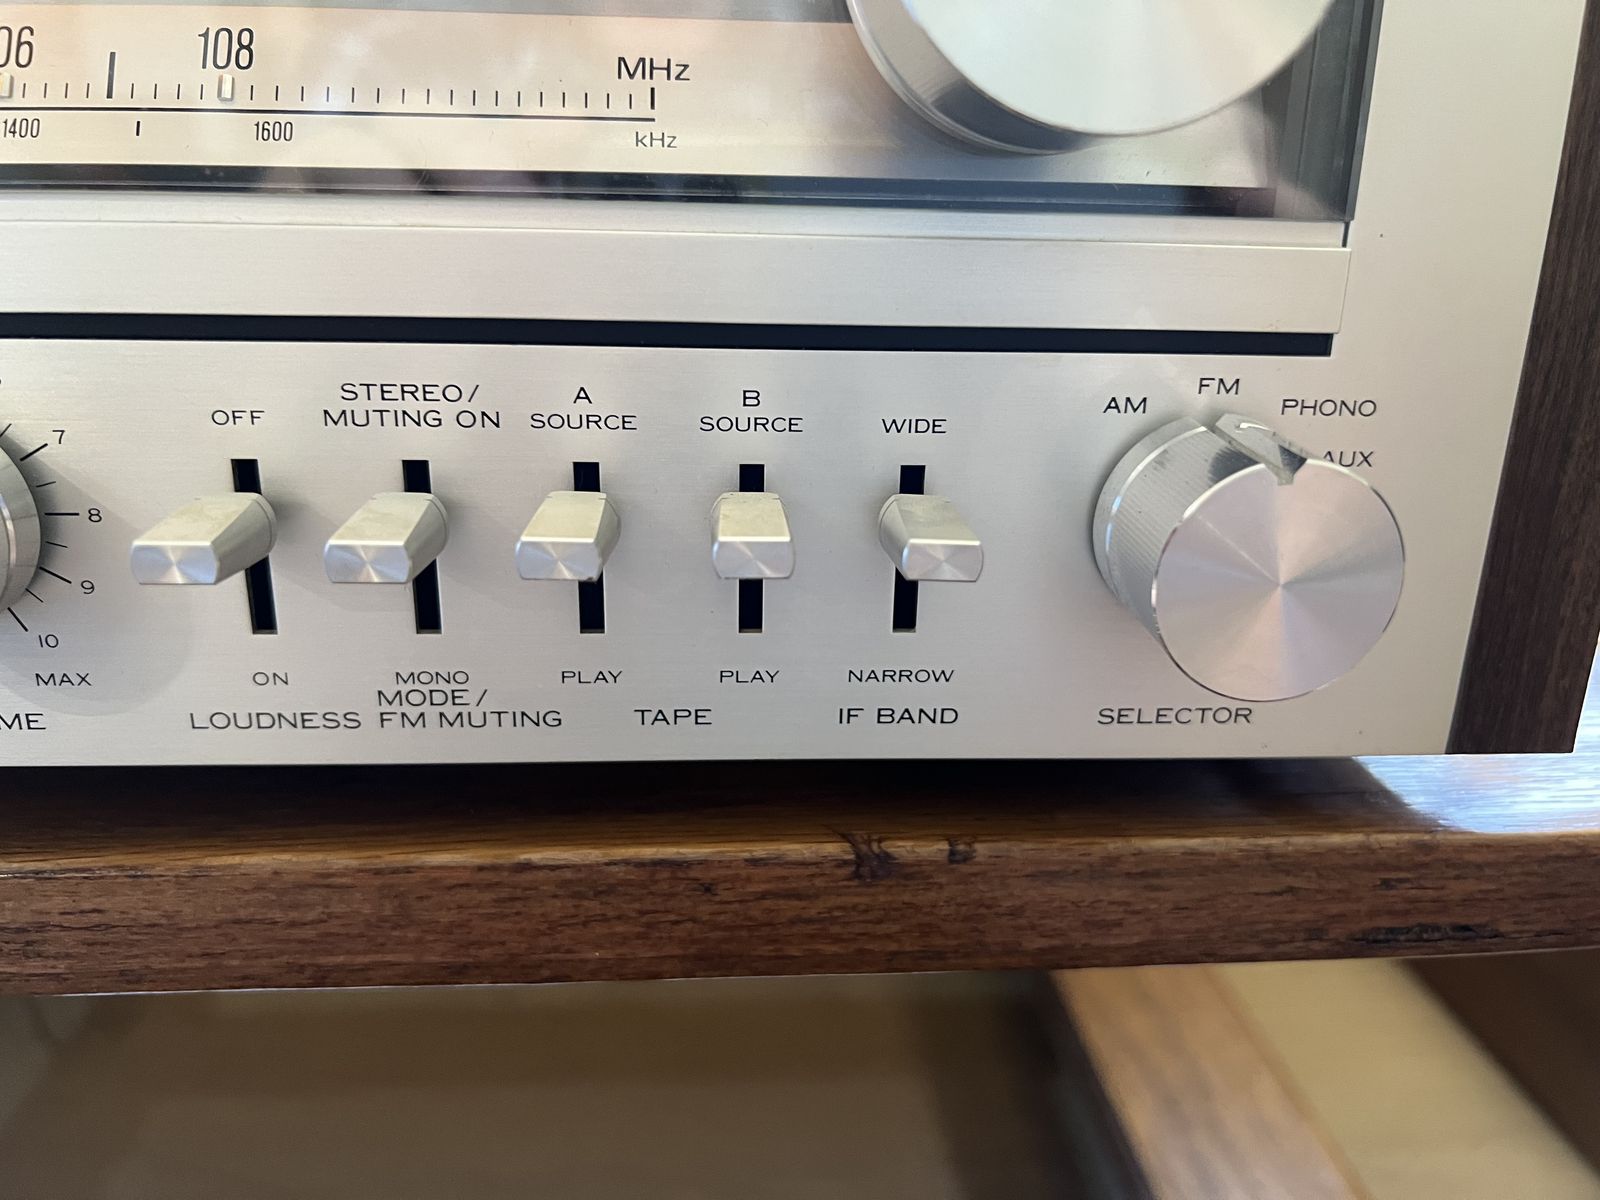 06 108 MHz
1400 1600 kHz
OFF
STEREO/
MUTING ON
A
SOURCE
B
SOURCE
WIDE
AM
FM
PHONO
AUX
7
8
9
10
MAX
ME
ON
LOUDNESS
MONO
MODE/
FM MUTING
PLAY
PLAY
TAPE
NARROW
IF BAND
SELECTOR